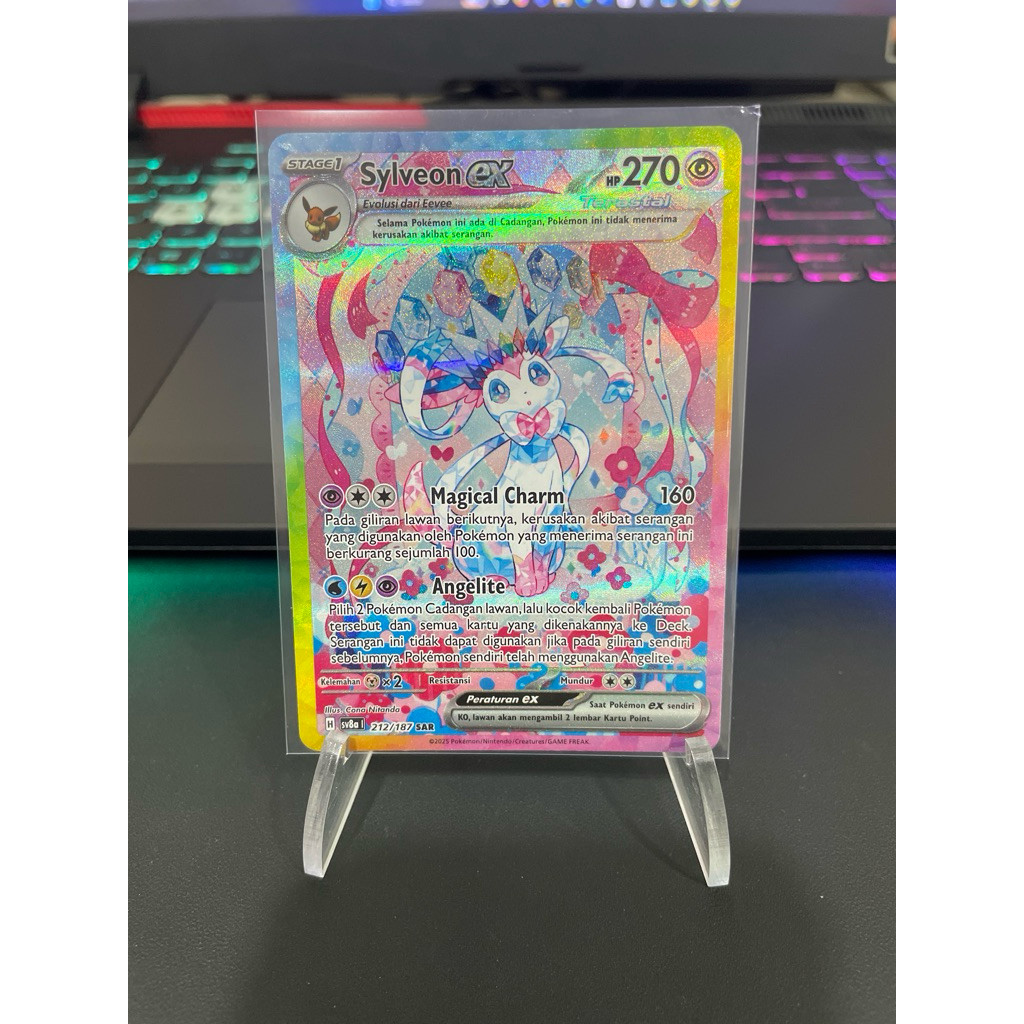 STAGE1 Sylveon ex HP 270
Evolusi dari Eevee Terastal
Selama Pokémon ini ada di Cadangan, Pokémon ini tidak menerima
kerusakan akibat serangan.
Magical Charm 160
Pada giliran lawan berikutnya, kerusakan akibat serangan
yang digunakan oleh Pokémon yang menerima serangan ini
berkurang sejumlah 100.
Angelite
Pilih 2 Pokémon Cadangan lawan, lalu kocok kembali Pokémon
tersebut dan semua kartu yang dikenakannya ke Deck.
Serangan ini tidak dapat digunakan jika pada giliran sendiri
sebelumnya, Pokémon sendiri telah menggunakan Angelite.
Kelemahan ×2 Resistansi Mundur
Illus. Cona Nitanda
Peraturan ex Saat Pokémon ex sendiri
KO, lawan akan mengambil 2 lembar Kartu Point.
H sv8a I 212/187 SAR
©2025 Pokémon/Nintendo/Creatures/GAME FREAK.